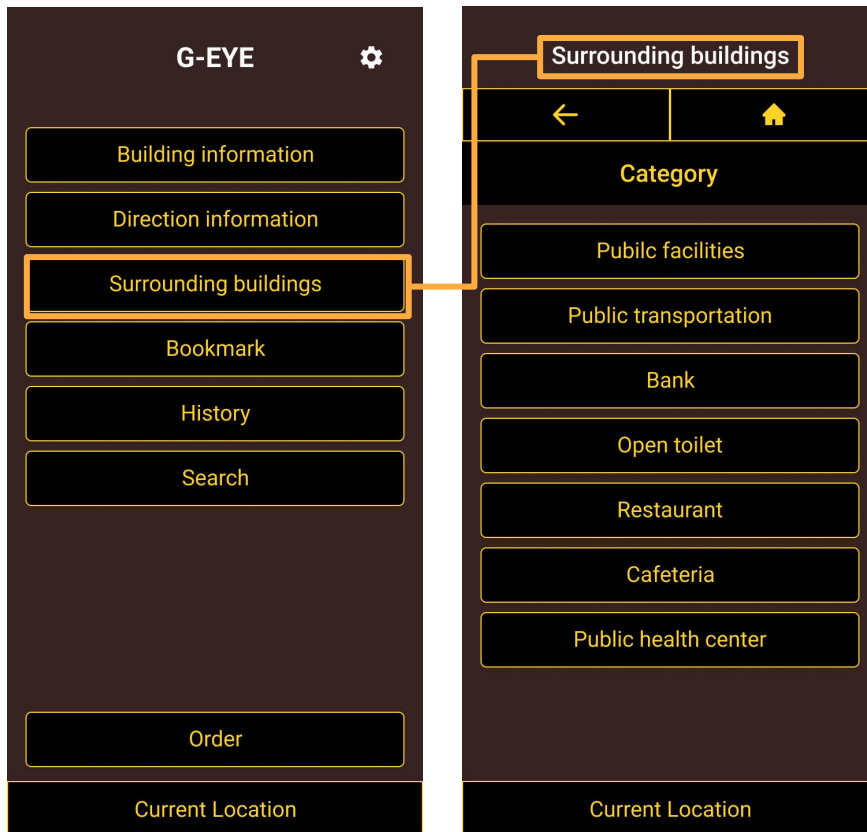 G-EYE
Building information
Direction information
Surrounding buildings
Bookmark
History
Search
Order
Current Location
Surrounding buildings
Category
Pubilc facilities
Public transportation
Bank
Open toilet
Restaurant
Cafeteria
Public health center
Current Location